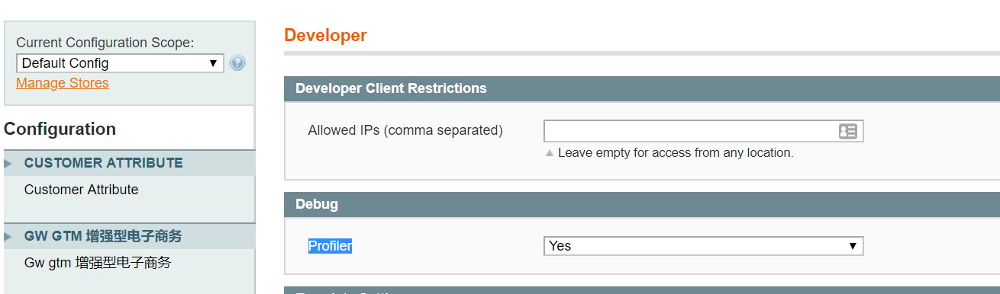 Current Configuration Scope:
Default Config
Manage Stores
Configuration
CUSTOMER ATTRIBUTE
Customer Attribute
GW GTM 增强型电子商务
Gw gtm 增强型电子商务
Developer
Developer Client Restrictions
Allowed IPs (comma separated)
Leave empty for access from any location.
Debug
Profiler
Yes